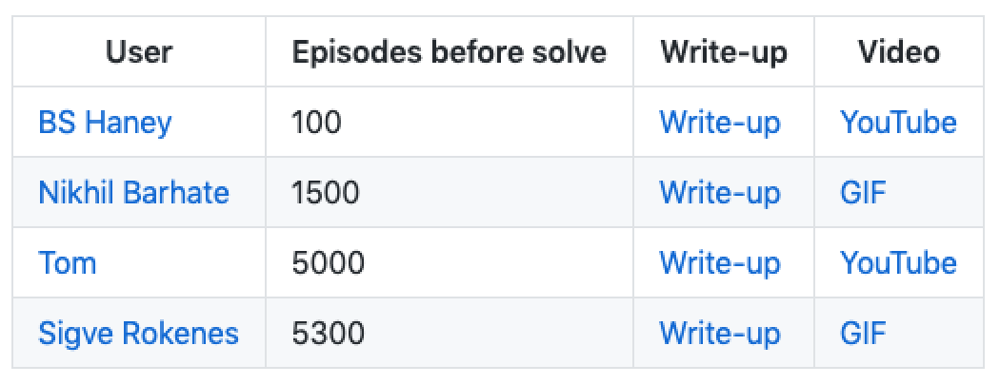 User Episodes before solve Write-up Video
BS Haney 100 Write-up YouTube
Nikhil Barhate 1500 Write-up GIF
Tom 5000 Write-up YouTube
Sigve Rokenes 5300 Write-up GIF